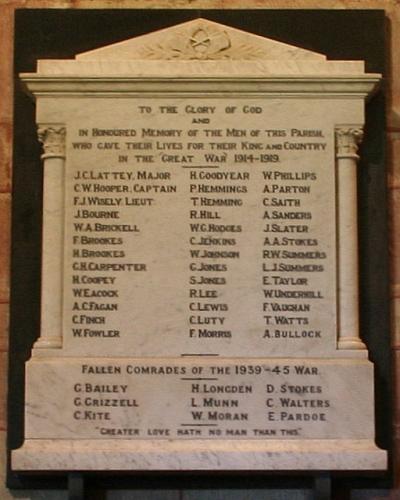 TO THE GLORY OF GOD
AND
IN HONOURED MEMORY OF THE MEN OF THIS PARISH,
WHO GAVE THEIR LIVES FOR THEIR KING AND COUNTRY
IN THE "GREAT WAR" 1914-1919.
J.C. LATTEY, MAJOR H. GOODYEAR W. PHILLIPS
C.W. HOOPER, CAPTAIN P. HEMMINGS A. PARTON
F.J. WISELY, LIEUT. T. HEMMING C. SAITH
J. BOURNE R. HILL A. SANDERS
W.A. BRICKELL W.G. HODGES J. SLATER
F. BROOKES C. JENKINS A.A. STOKES
H. BROOKES W. JOHNSON R.W. SUMMERS
G.H. CARPENTER G. JONES L.J. SUMMERS
H. COOPEY S. JONES E. TAYLOR
W. EACOCK R. LEE W. UNDERHILL
A.C. FAGAN C. LEWIS F. VAUGHAN
C. FINCH C. LUTY T. WATTS
W. FOWLER F. MORRIS A. BULLOCK
FALLEN COMRADES OF THE 1939-45 WAR
G. BAILEY H. LONGDEN D. STOKES
G. GRIZZELL L. MUNN C. WALTERS
C. KITE W. MORAN E. PARDOE
"GREATER LOVE HATH NO MAN THAN THIS"